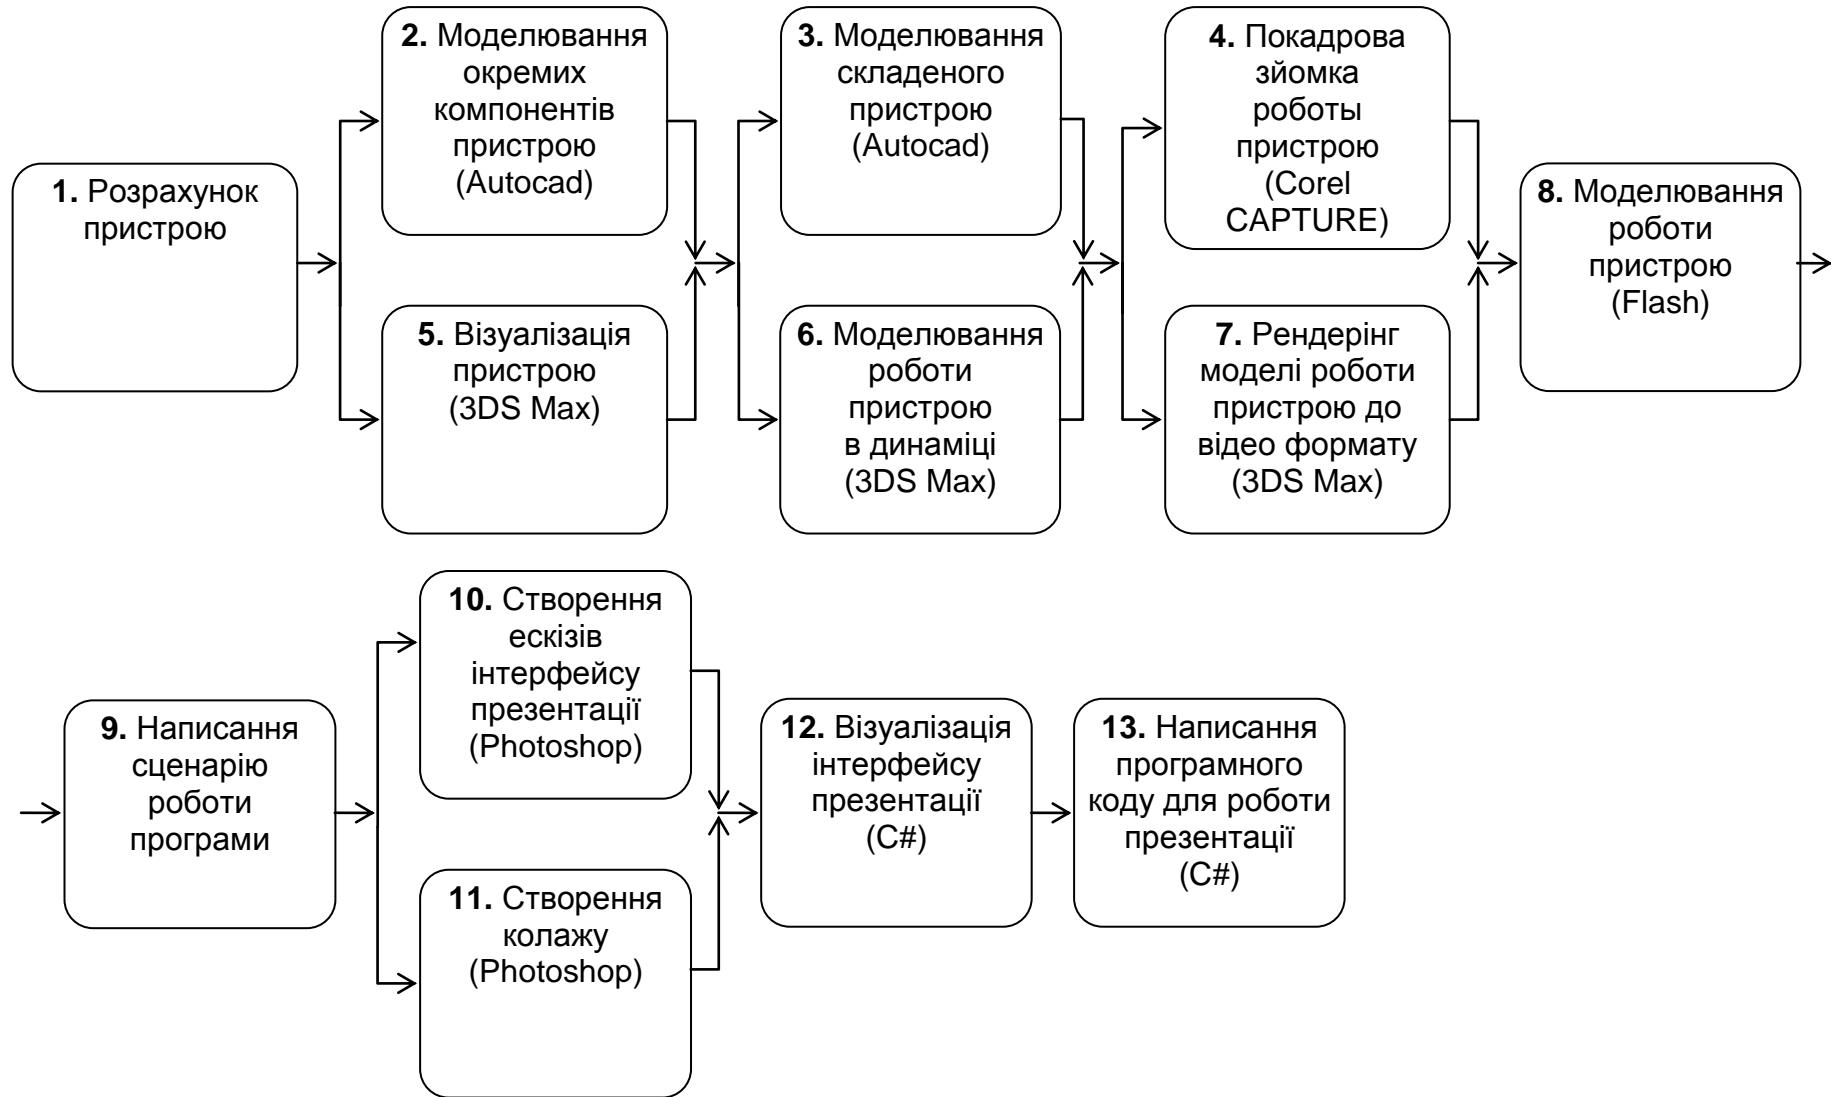 1. Розрахунок
пристрою
2. Моделювання
окремих
компонентів
пристрою
(Autocad)
3. Моделювання
складеного
пристрою
(Autocad)
4. Покадрова
зйомка
роботы
пристрою
(Corel
CAPTURE)
5. Візуалізація
пристрою
(3DS Max)
6. Моделювання
роботи
пристрою
в динаміці
(3DS Max)
7. Рендерінг
моделі роботи
пристрою до
відео формату
(3DS Max)
8. Моделювання
роботи
пристрою
(Flash)
9. Написання
сценарію
роботи
програми
10. Створення
ескізів
інтерфейсу
презентації
(Photoshop)
11. Створення
колажу
(Photoshop)
12. Візуалізація
інтерфейсу
презентації
(C#)
13. Написання
програмного
коду для роботи
презентації
(C#)